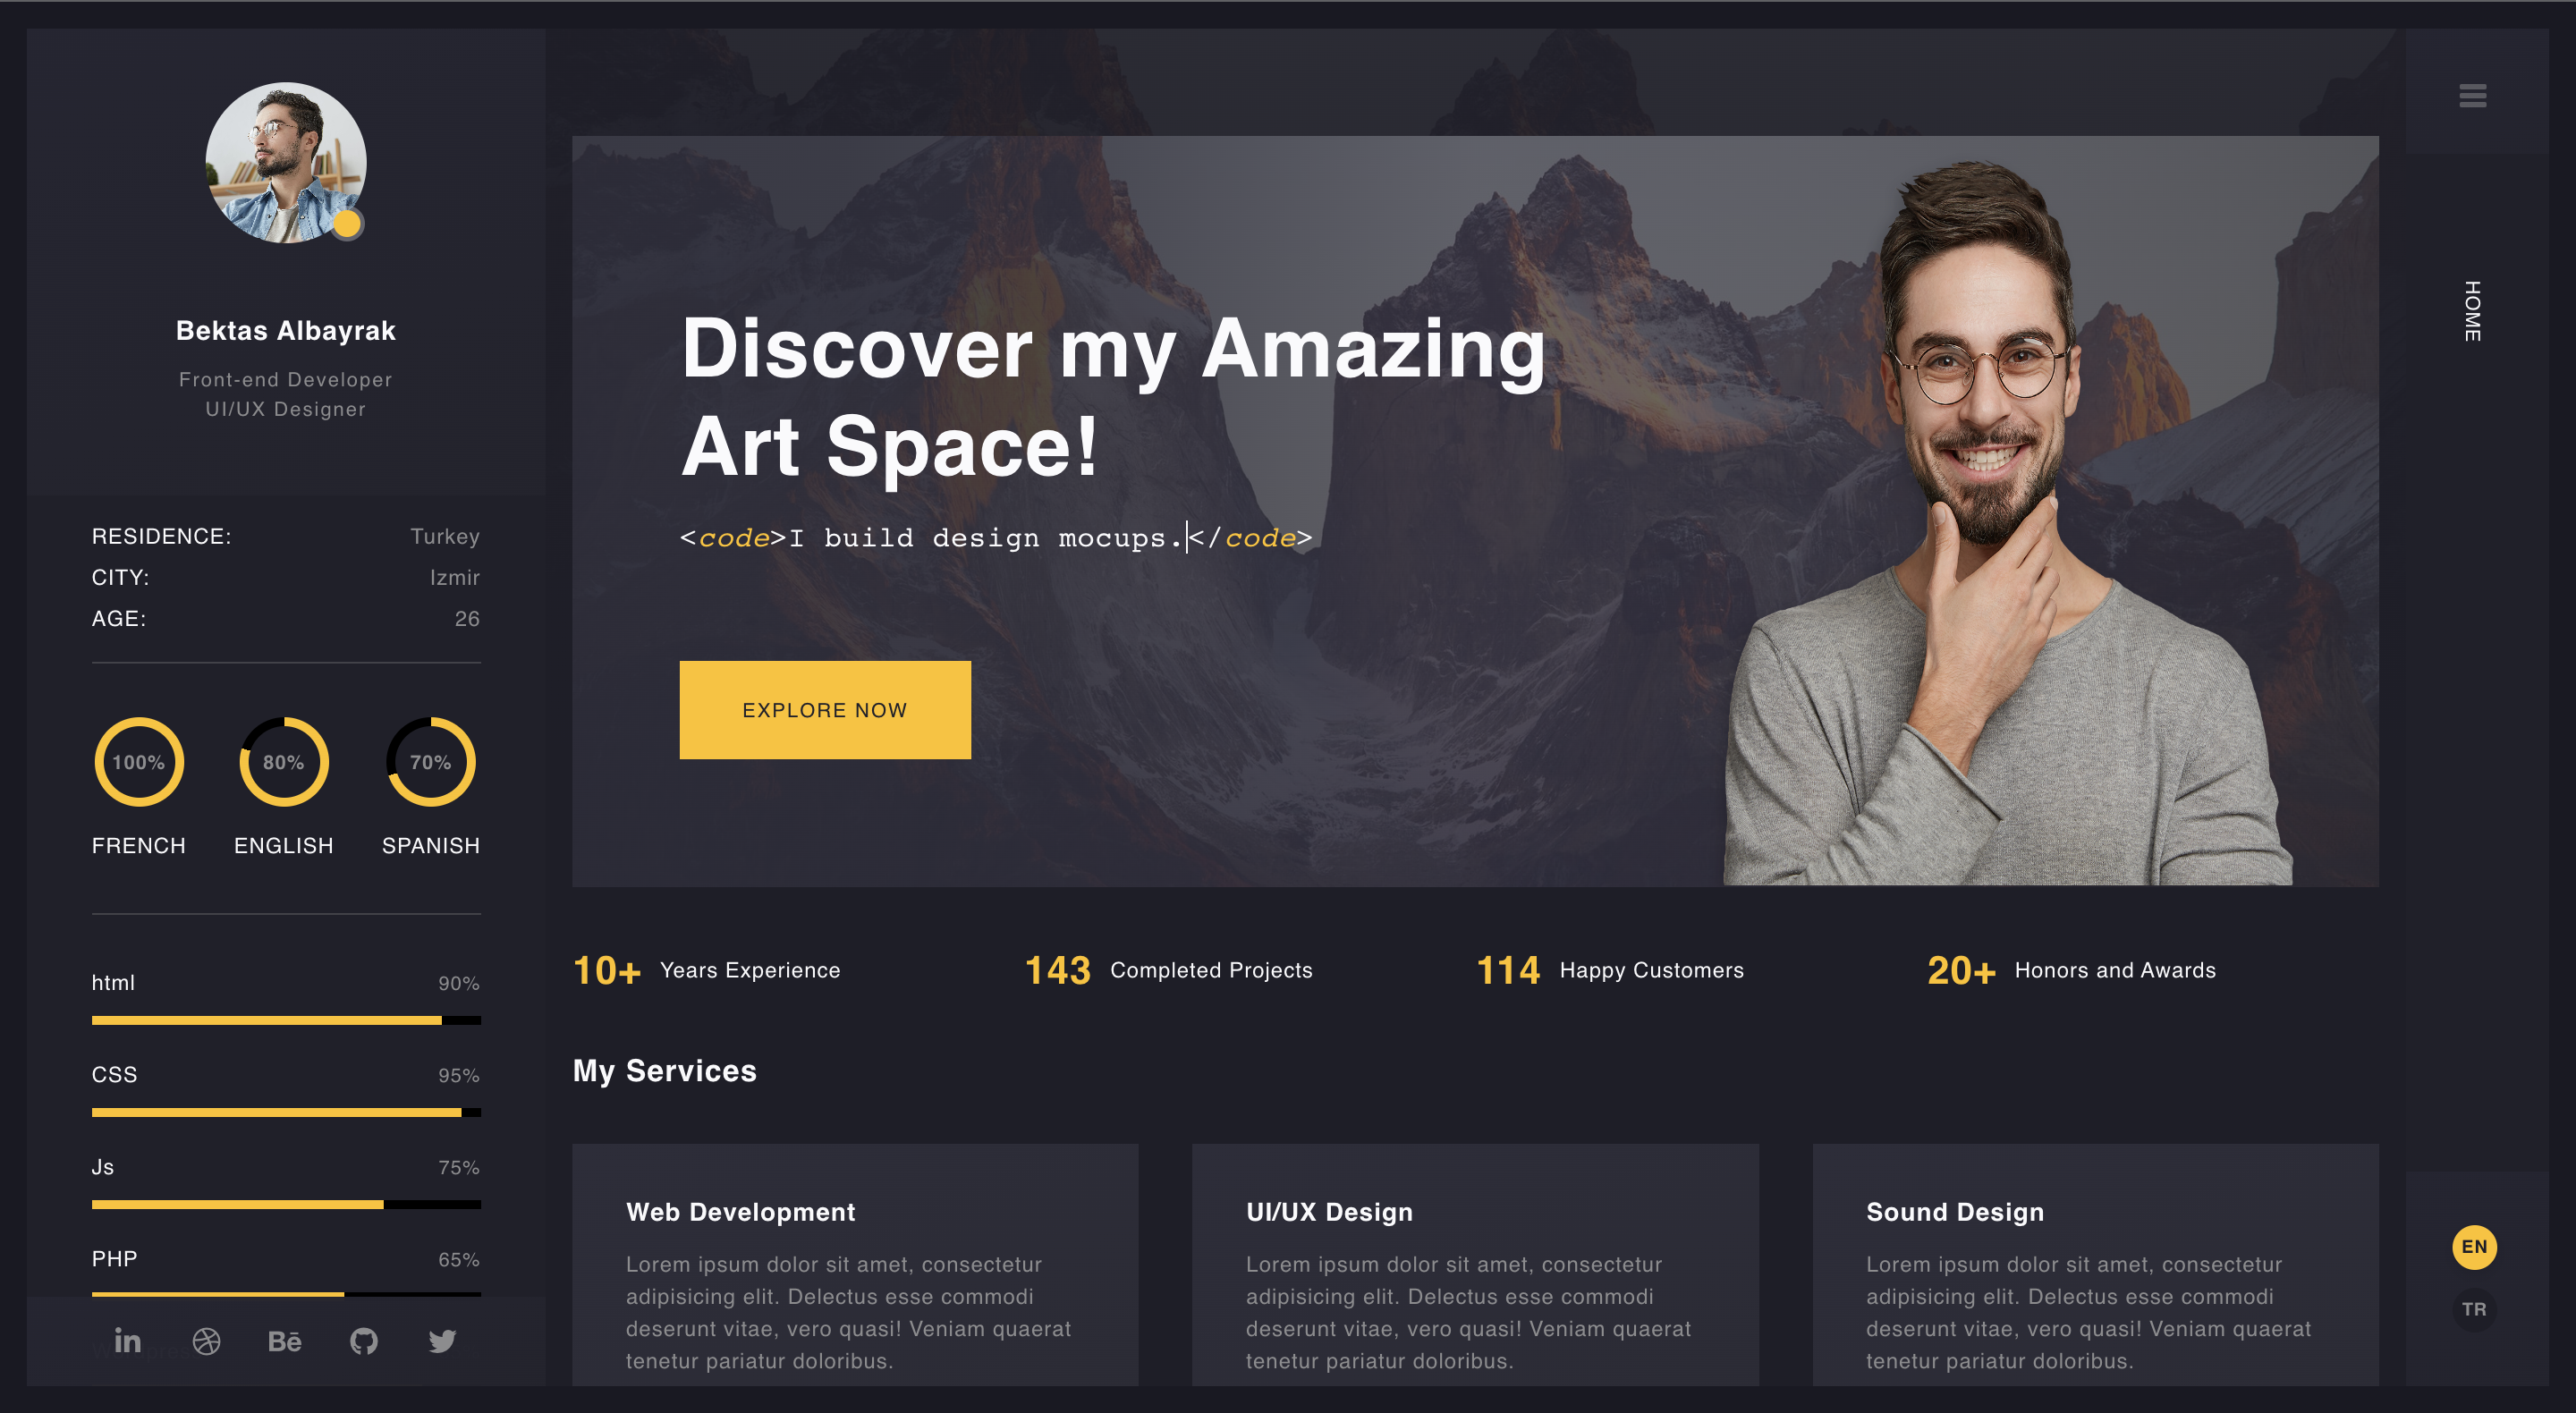 Bektas Albayrak
Front-end Developer
UI/UX Designer
RESIDENCE: Turkey
CITY: Izmir
AGE: 26
100% 80% 70%
FRENCH ENGLISH SPANISH
html 90%
CSS 95%
Js 75%
PHP 65%
in Bē
Discover my Amazing
Art Space!
<code>I build design mocups.</code>
EXPLORE NOW
10+ Years Experience 143 Completed Projects 114 Happy Customers 20+ Honors and Awards
My Services
Web Development
Lorem ipsum dolor sit amet, consectetur
adipisicing elit. Delectus esse commodi
deserunt vitae, vero quasi! Veniam quaerat
tenetur pariatur doloribus.
UI/UX Design
Lorem ipsum dolor sit amet, consectetur
adipisicing elit. Delectus esse commodi
deserunt vitae, vero quasi! Veniam quaerat
tenetur pariatur doloribus.
Sound Design
Lorem ipsum dolor sit amet, consectetur
adipisicing elit. Delectus esse commodi
deserunt vitae, vero quasi! Veniam quaerat
tenetur pariatur doloribus.
HOME
EN
TR